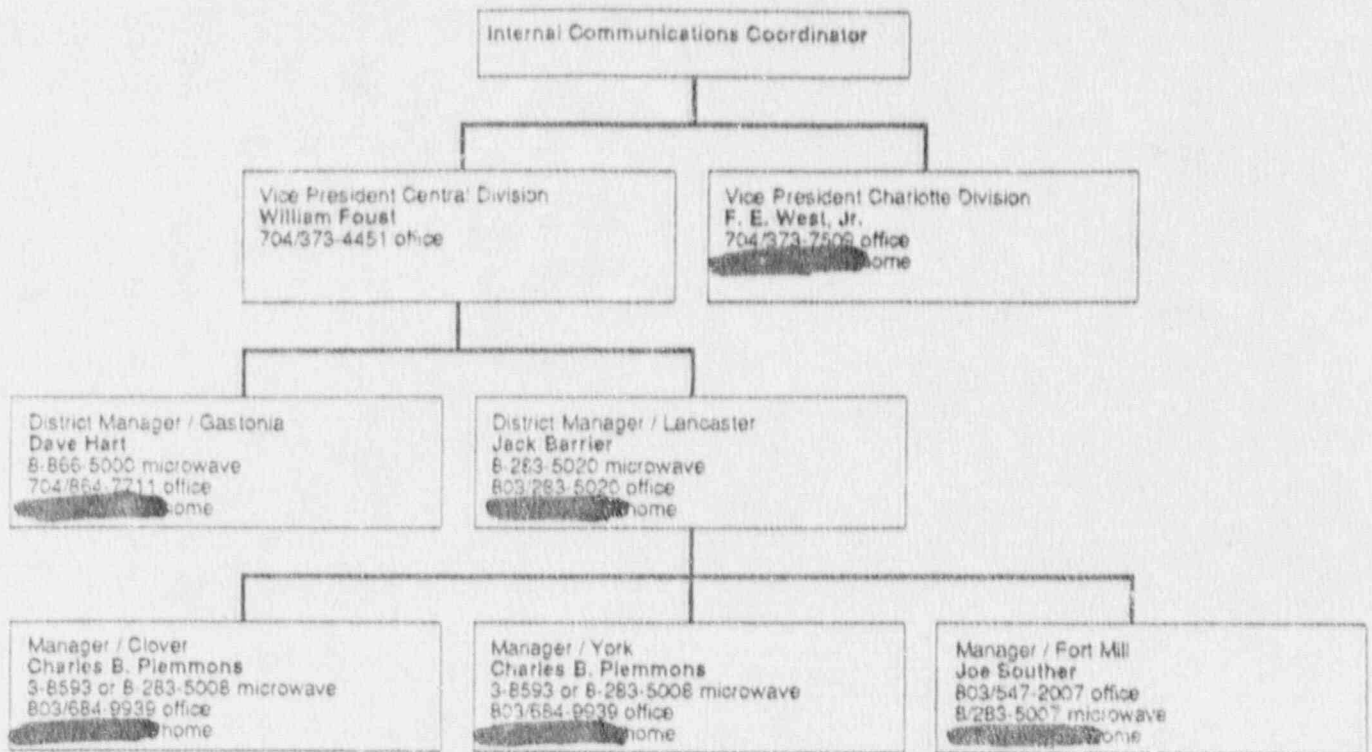 Internal Communications Coordinator
Vice President Central Division
William Foust
704/373-4451 office
Vice President Charlotte Division
F. E. West, Jr.
704/373-7509 office
home
District Manager / Gastonia
Dave Hart
8-866-5000 microwave
704/864-7711 office
home
District Manager / Lancaster
Jack Barrier
8-283-5020 microwave
803/283-5020 office
home
Manager / Clover
Charles B. Plemmons
3-8593 or 8-283-5008 microwave
803/684-9939 office
home
Manager / York
Charles B. Plemmons
3-8593 or 8-283-5008 microwave
803/684-9939 office
home
Manager / Fort Mill
Joe Souther
803/547-2007 office
8/283-5007 microwave
ome